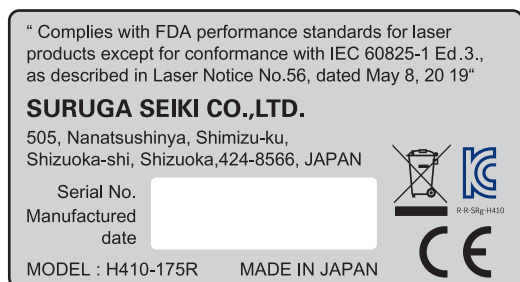 “ Complies with FDA performance standards for laser
products except for conformance with IEC 60825-1 Ed.3.,
as described in Laser Notice No.56, dated May 8, 20 19“
SURUGA SEIKI CO.,LTD.
505, Nanatsushinya, Shimizu-ku,
Shizuoka-shi, Shizuoka,424-8566, JAPAN
Serial No.
Manufactured
date
R-R-SRg-H410
MODEL : H410-175R MADE IN JAPAN
CE